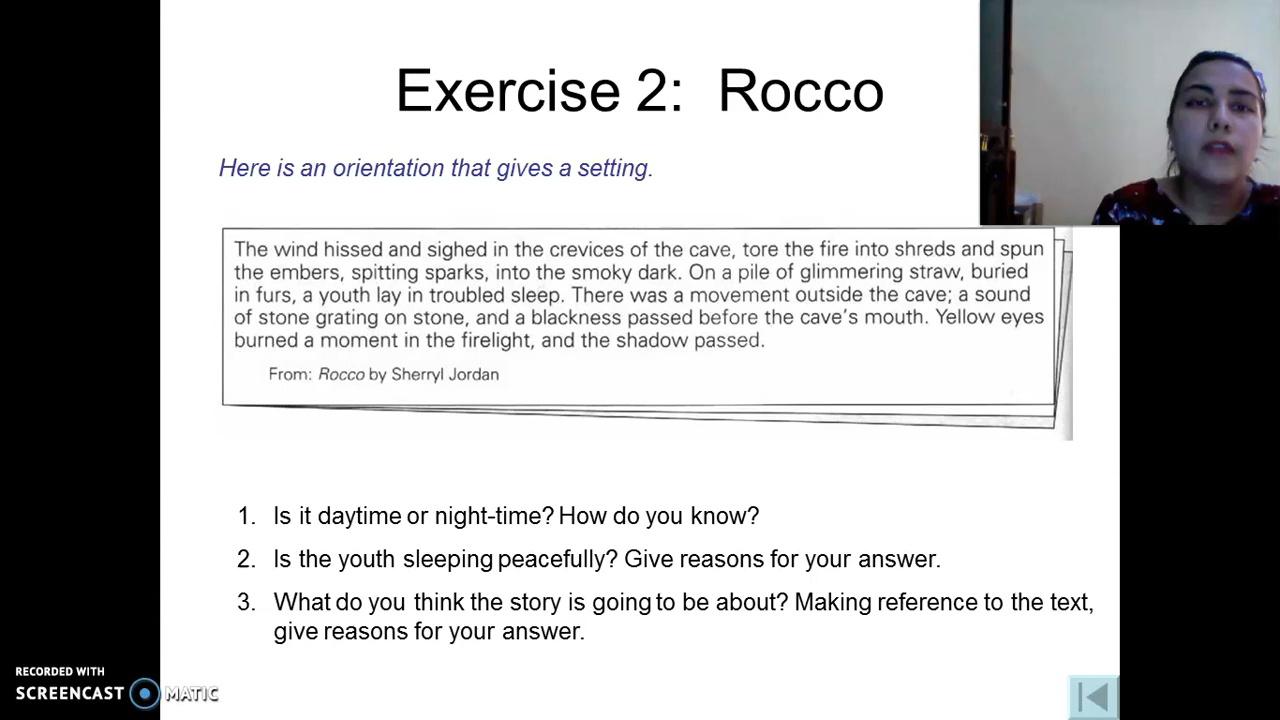 Exercise 2: Rocco
Here is an orientation that gives a setting.
The wind hissed and sighed in the crevices of the cave, tore the fire into shreds and spun
the embers, spitting sparks, into the smoky dark. On a pile of glimmering straw, buried
in furs, a youth lay in troubled sleep. There was a movement outside the cave; a sound
of stone grating on stone, and a blackness passed before the cave's mouth. Yellow eyes
burned a moment in the firelight, and the shadow passed.
From: Rocco by Sherryl Jordan
1. Is it daytime or night-time? How do you know?
2. Is the youth sleeping peacefully? Give reasons for your answer.
3. What do you think the story is going to be about? Making reference to the text,
give reasons for your answer.
RECORDED WITH
SCREENCAST MATIC